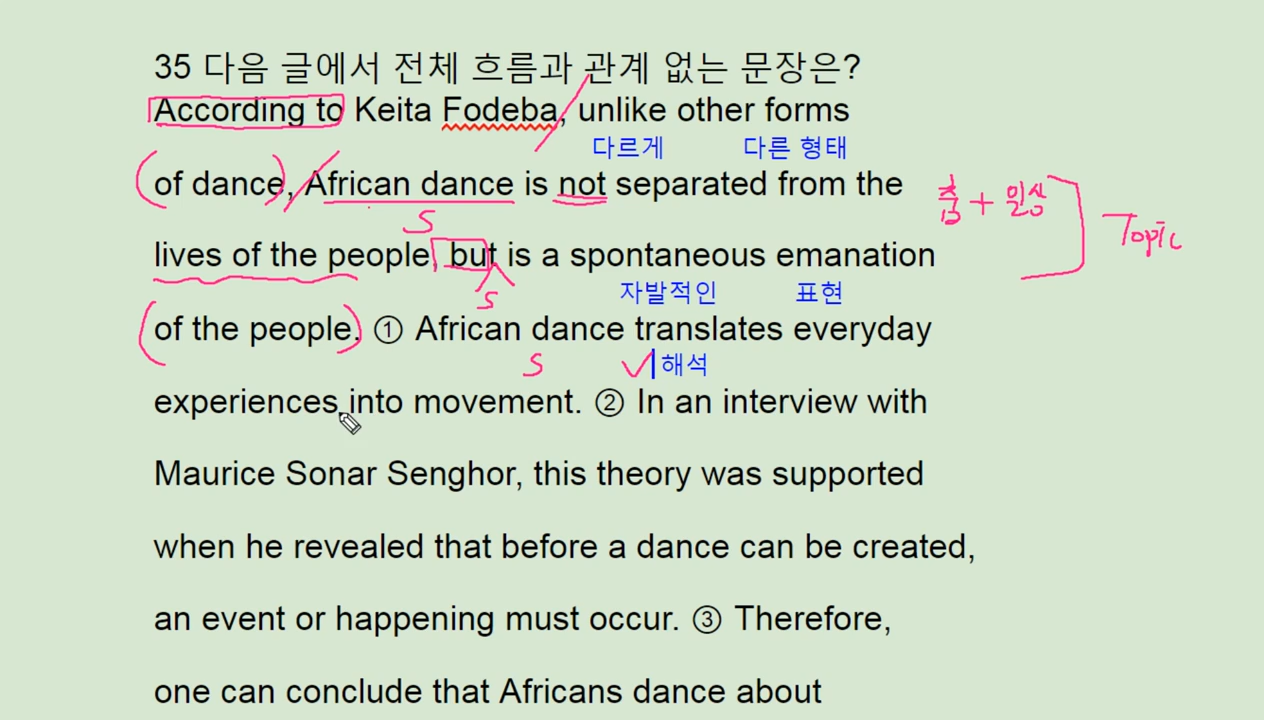 35 다음 글에서 전체 흐름과 관계 없는 문장은?
According to Keita Fodeba, unlike other forms
다르게 다른 형태
of dance, African dance is not separated from the
춤 + 일상
Topic
S
lives of the people, but is a spontaneous emanation
S
자발적인 표현
of the people. ① African dance translates everyday
S
해석
experiences into movement. ② In an interview with
Maurice Sonar Senghor, this theory was supported
when he revealed that before a dance can be created,
an event or happening must occur. ③ Therefore,
one can conclude that Africans dance about